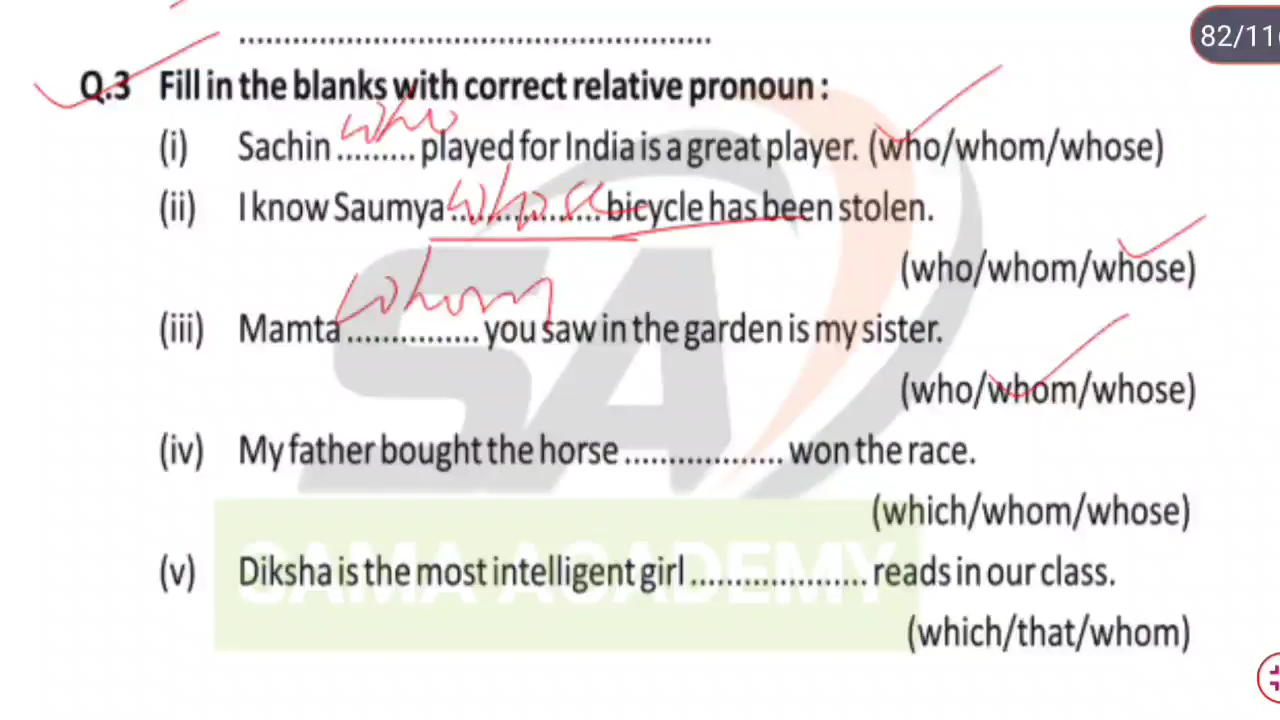 82/116
Q.3 Fill in the blanks with correct relative pronoun :
(i) Sachin ......... played for India is a great player. (who/whom/whose)
who
(ii) I know Saumya ................. bicycle has been stolen.
whose
(who/whom/whose)
(iii) Mamta ............... you saw in the garden is my sister.
whom
(who/whom/whose)
(iv) My father bought the horse .................. won the race.
(which/whom/whose)
(v) Diksha is the most intelligent girl .................... reads in our class.
(which/that/whom)
SAMA ACADEMY
SA